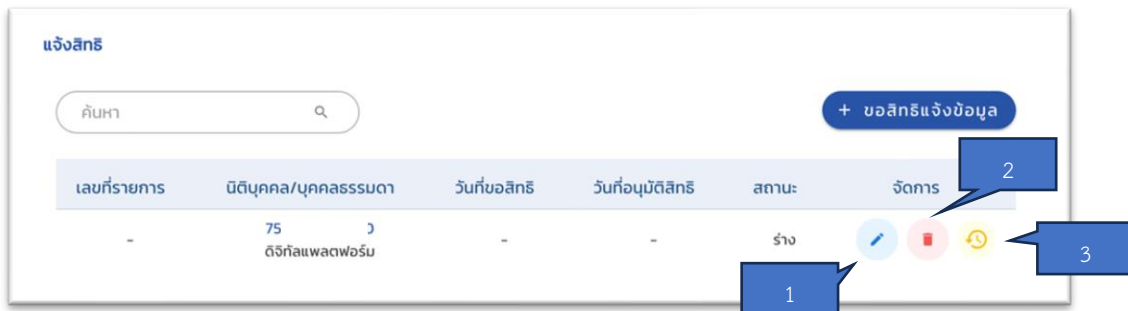 แจ้งสิทธิ
ค้นหา
+ ขอสิทธิแจ้งข้อมูล
2
เลขที่รายการ นิติบุคคล/บุคคลธรรมดา วันที่ขอสิทธิ วันที่อนุมัติสิทธิ สถานะ จัดการ
75
- ดิจิทัลแพลตฟอร์ม - - ร่าง
3
1